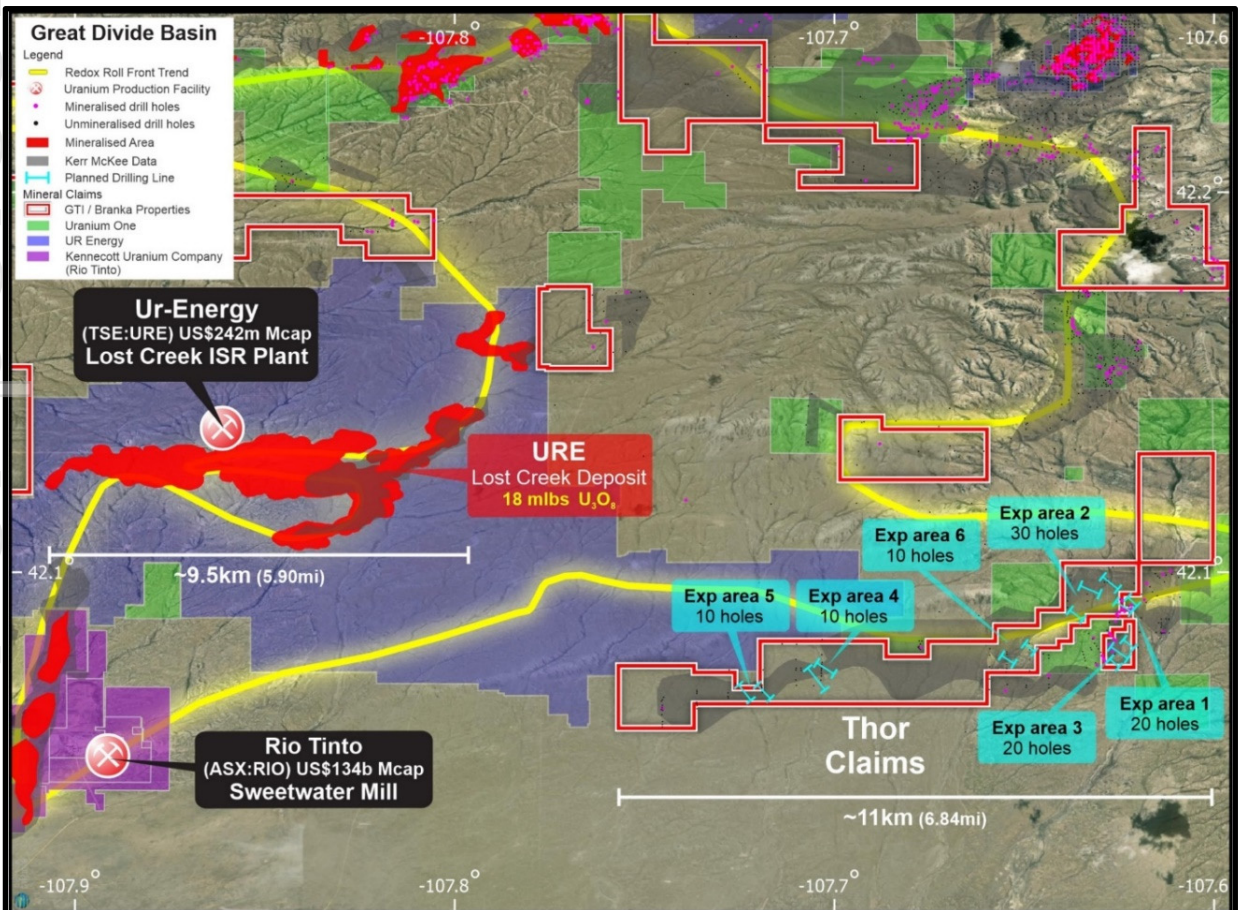 Great Divide Basin
Legend
Redox Roll Front Trend
Uranium Production Facility
Mineralised drill holes
Unmineralised drill holes
Mineralised Area
Kerr McKee Data
Planned Drilling Line
Mineral Claims
GTI / Branka Properties
Uranium One
UR Energy
Kennecott Uranium Company
(Rio Tinto)
-107.8°
-107.7°
-107.6°
42.2°
Ur-Energy
(TSE:URE) US$242m Mcap
Lost Creek ISR Plant
URE
Lost Creek Deposit
18 mlbs U₃O₈
~9.5km (5.90mi)
42.1°
42.1°
Exp area 2
30 holes
Exp area 6
10 holes
Exp area 5
10 holes
Exp area 4
10 holes
Exp area 1
20 holes
Exp area 3
20 holes
Thor
Claims
~11km (6.84mi)
Rio Tinto
(ASX:RIO) US$134b Mcap
Sweetwater Mill
-107.9°
-107.8°
-107.7°
-107.6°